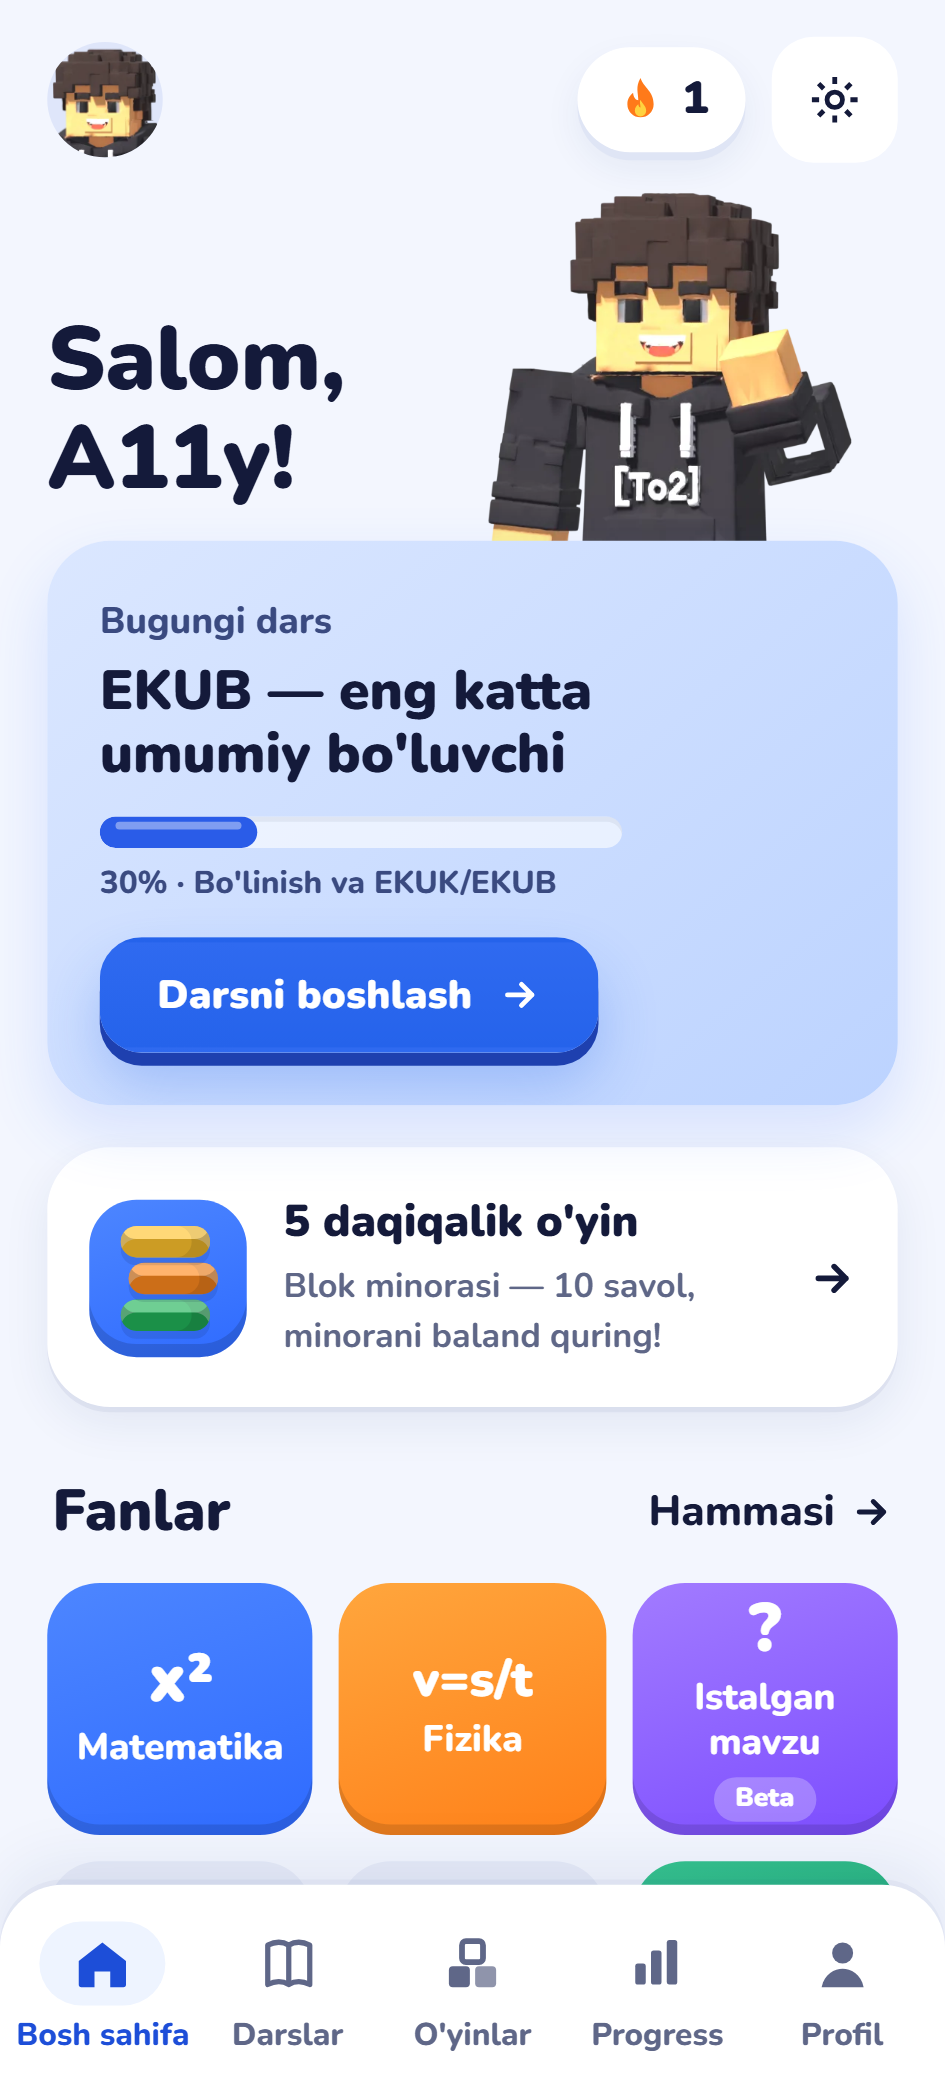 1
Salom,
A11y!
[To2]
Bugungi dars
EKUB — eng katta
umumiy bo'luvchi
30% · Bo'linish va EKUK/EKUB
Darsni boshlash →
5 daqiqalik o'yin
Blok minorasi — 10 savol,
minorani baland quring!
→
Fanlar
Hammasi →
x²
Matematika
v=s/t
Fizika
?
Istalgan
mavzu
Beta
Bosh sahifa
Darslar
O'yinlar
Progress
Profil